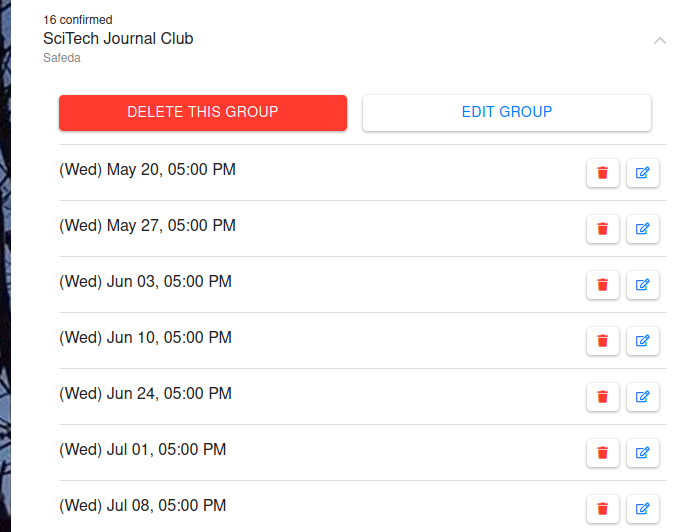 16 confirmed
SciTech Journal Club
Safeda
DELETE THIS GROUP
EDIT GROUP
(Wed) May 20, 05:00 PM
(Wed) May 27, 05:00 PM
(Wed) Jun 03, 05:00 PM
(Wed) Jun 10, 05:00 PM
(Wed) Jun 24, 05:00 PM
(Wed) Jul 01, 05:00 PM
(Wed) Jul 08, 05:00 PM